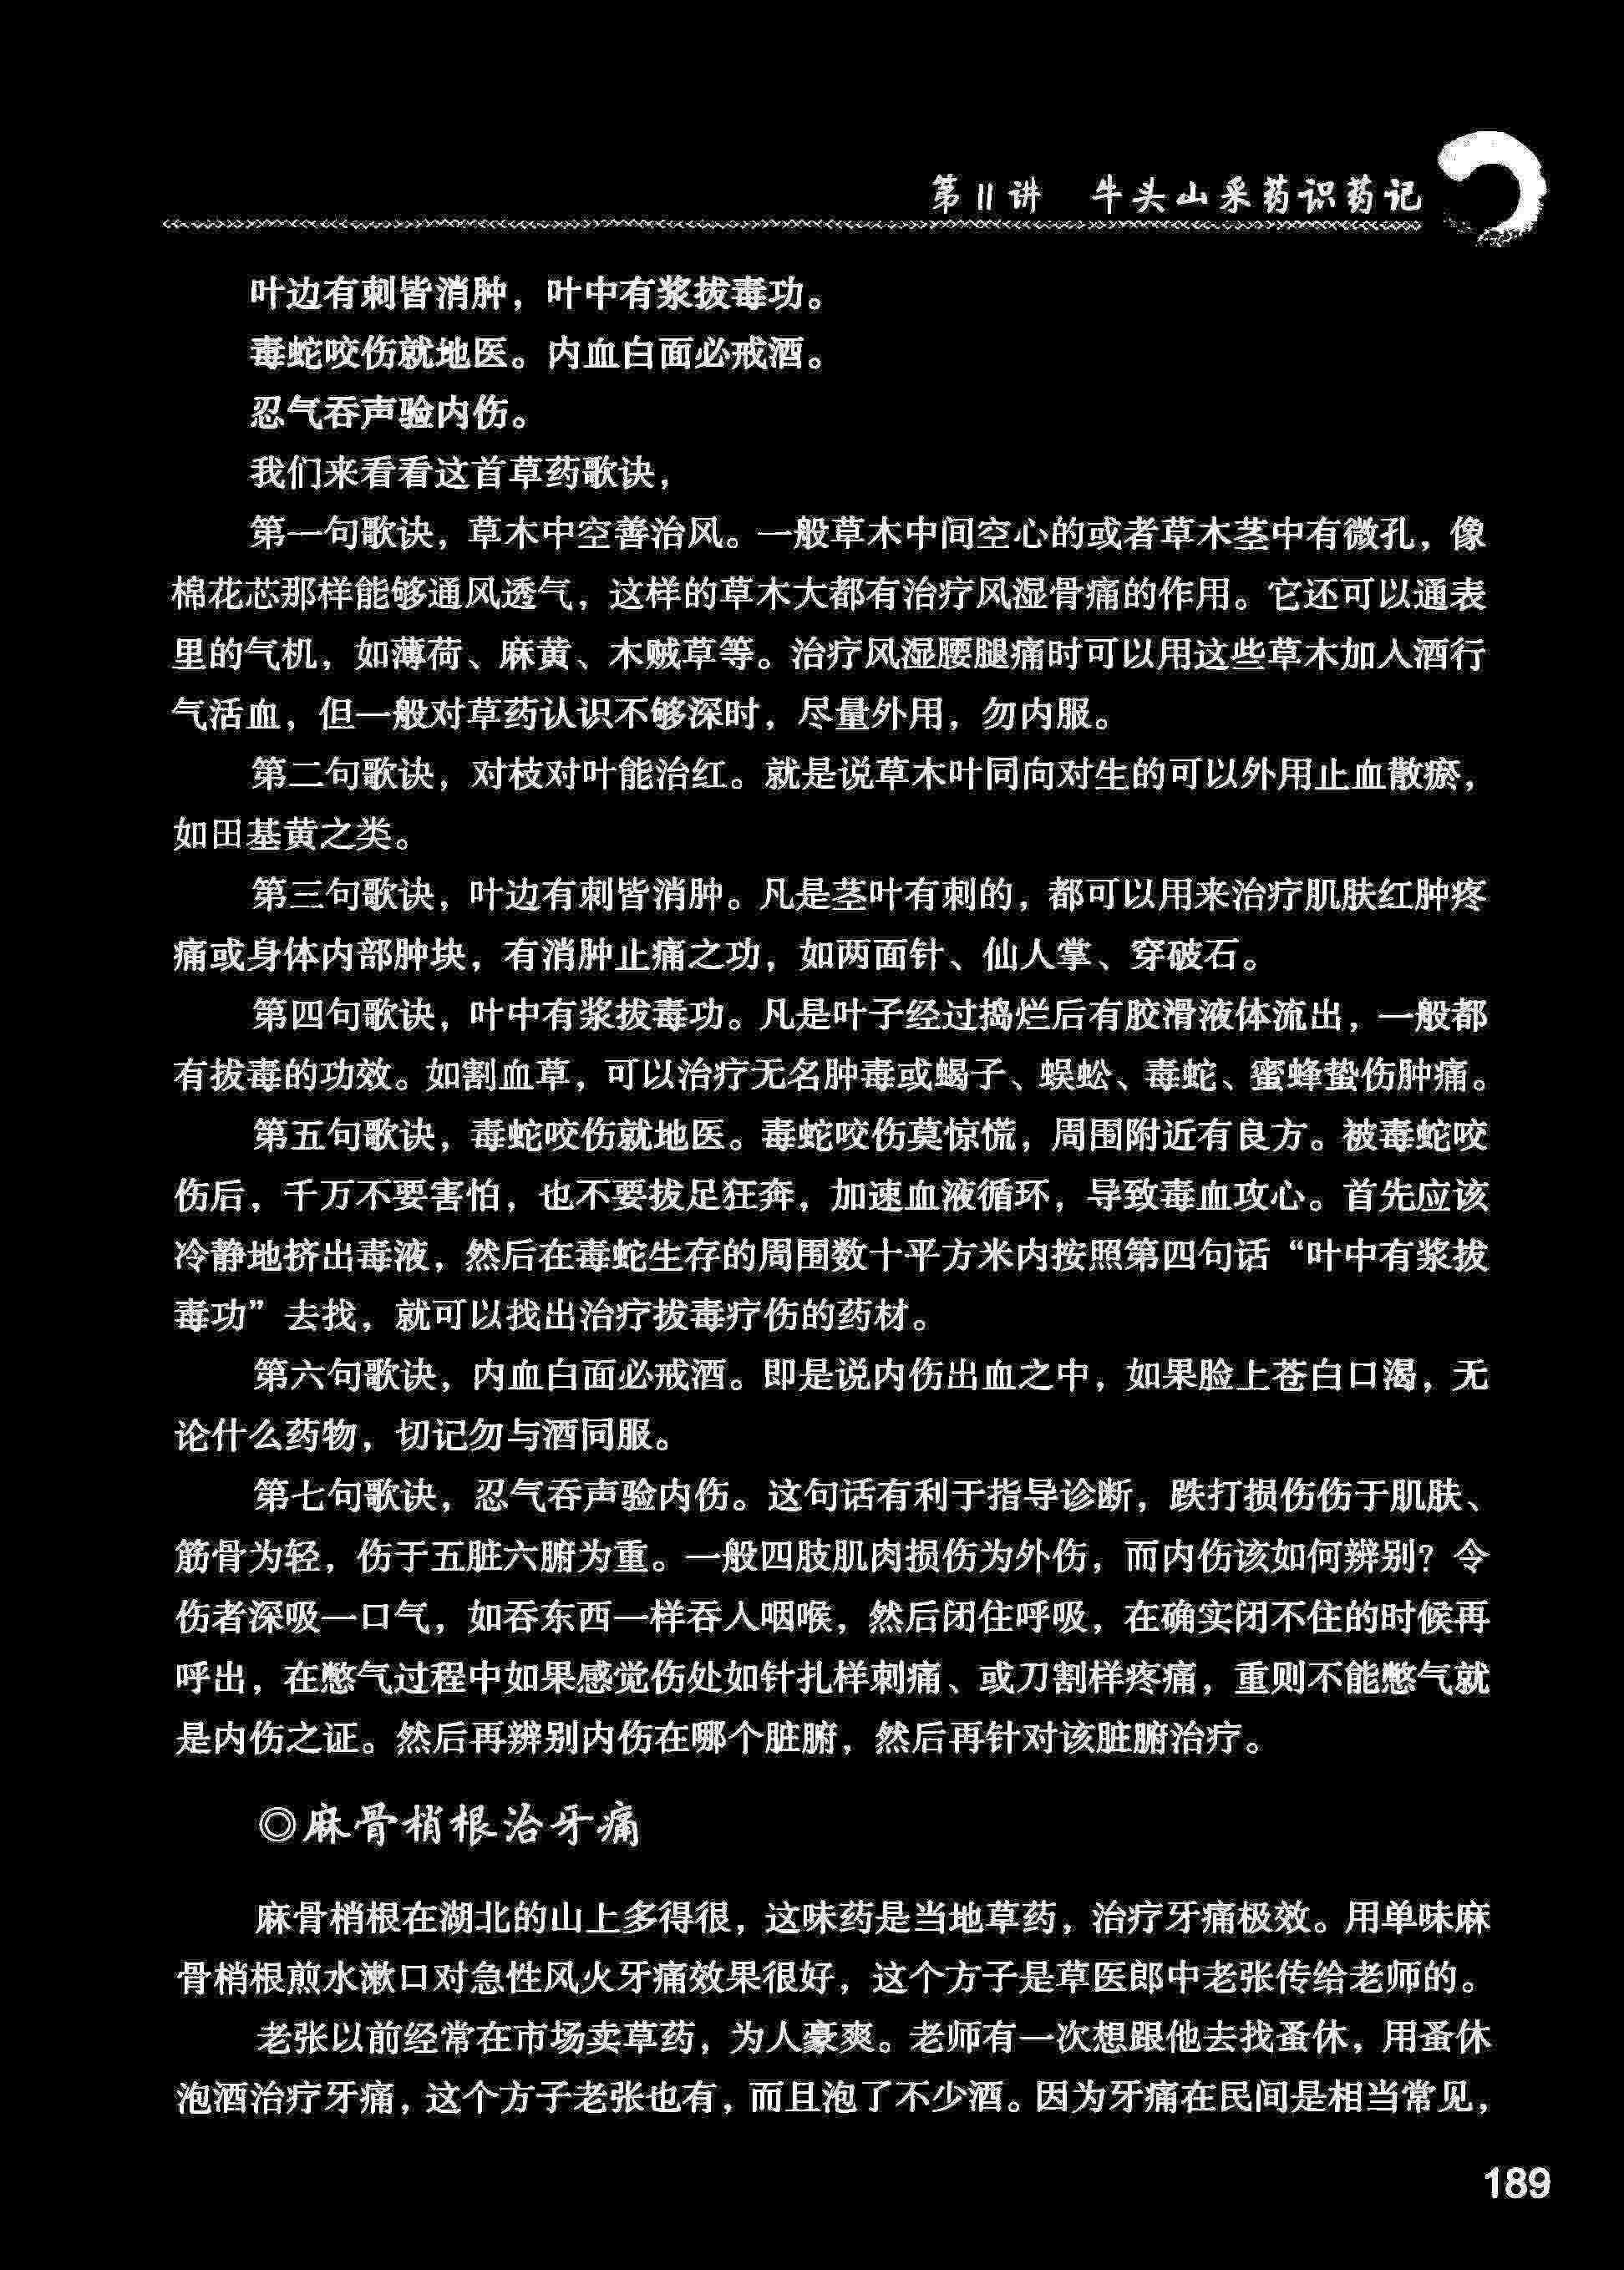 第11讲 牛头山采药识药记
叶边有刺皆消肿，叶中有浆拔毒功。
毒蛇咬伤就地医。内血白面必戒酒。
忍气吞声验内伤。
我们来看看这首草药歌诀，
第一句歌诀，草木中空善治风。一般草木中间空心的或者草木茎中有微孔，像
棉花芯那样能够通风透气，这样的草木大都有治疗风湿骨痛的作用。它还可以通表
里的气机，如薄荷、麻黄、木贼草等。治疗风湿腰腿痛时可以用这些草木加入酒行
气活血，但一般对草药认识不够深时，尽量外用，勿内服。
第二句歌诀，对枝对叶能治红。就是说草木叶同向对生的可以外用止血散瘀，
如田基黄之类。
第三句歌诀，叶边有刺皆消肿。凡是茎叶有刺的，都可以用来治疗肌肤红肿疼
痛或身体内部肿块，有消肿止痛之功，如两面针、仙人掌、穿破石。
第四句歌诀，叶中有浆拔毒功。凡是叶子经过捣烂后有胶滑液体流出，一般都
有拔毒的功效。如割血草，可以治疗无名肿毒或蝎子、蜈蚣、毒蛇、蜜蜂蛰伤肿痛。
第五句歌诀，毒蛇咬伤就地医。毒蛇咬伤莫惊慌，周围附近有良方。被毒蛇咬
伤后，千万不要害怕，也不要拔足狂奔，加速血液循环，导致毒血攻心。首先应该
冷静地挤出毒液，然后在毒蛇生存的周围数十平方米内按照第四句话“叶中有浆拔
毒功”去找，就可以找出治疗拔毒疗伤的药材。
第六句歌诀，内血白面必戒酒。即是说内伤出血之中，如果脸上苍白口渴，无
论什么药物，切记勿与酒同服。
第七句歌诀，忍气吞声验内伤。这句话有利于指导诊断，跌打损伤伤于肌肤、
筋骨为轻，伤于五脏六腑为重。一般四肢肌肉损伤为外伤，而内伤该如何辨别？令
伤者深吸一口气，如吞东西一样吞入咽喉，然后闭住呼吸，在确实闭不住的时候再
呼出，在憋气过程中如果感觉伤处如针扎样刺痛、或刀割样疼痛，重则不能憋气就
是内伤之证。然后再辨别内伤在哪个脏腑，然后再针对该脏腑治疗。
◎麻骨梢根治牙痛
麻骨梢根在湖北的山上多得很，这味药是当地草药，治疗牙痛极效。用单味麻
骨梢根煎水漱口对急性风火牙痛效果很好，这个方子是草医郎中老张传给老师的。
老张以前经常在市场卖草药，为人豪爽。老师有一次想跟他去找蚤休，用蚤休
泡酒治疗牙痛，这个方子老张也有，而且泡了不少酒。因为牙痛在民间是相当常见，
189